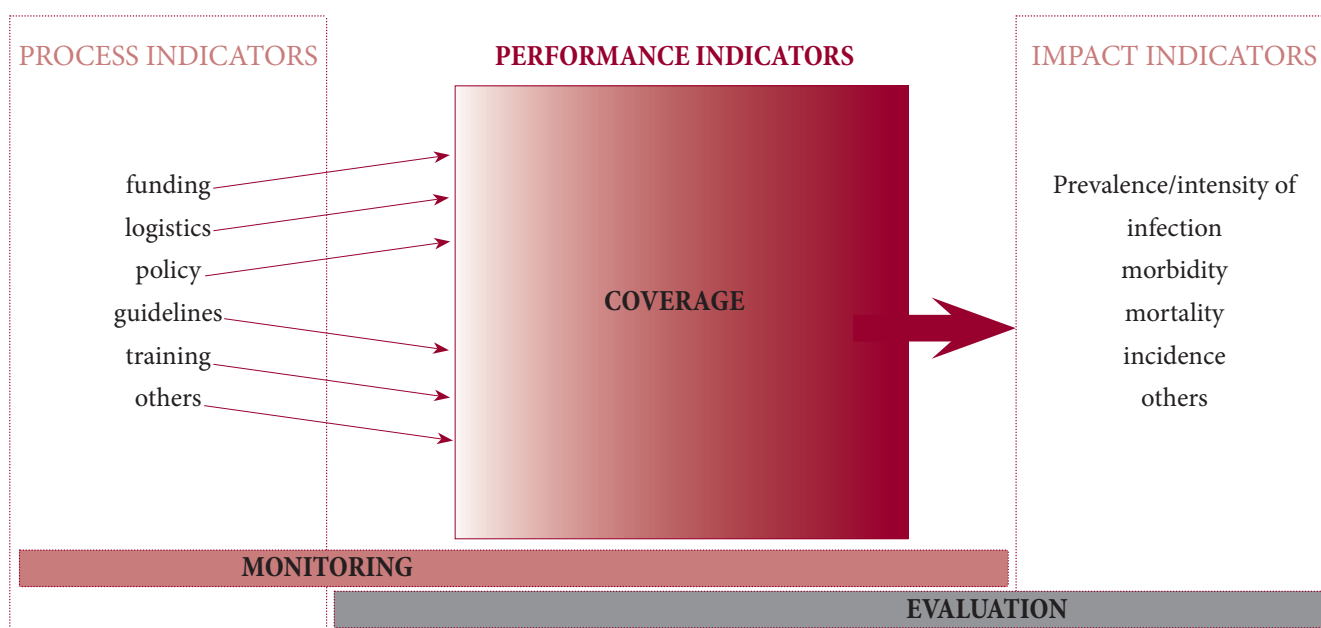 PROCESS INDICATORS
funding
logistics
policy
guidelines
training
others
PERFORMANCE INDICATORS
COVERAGE
IMPACT INDICATORS
Prevalence/intensity of
infection
morbidity
mortality
incidence
others
MONITORING
EVALUATION